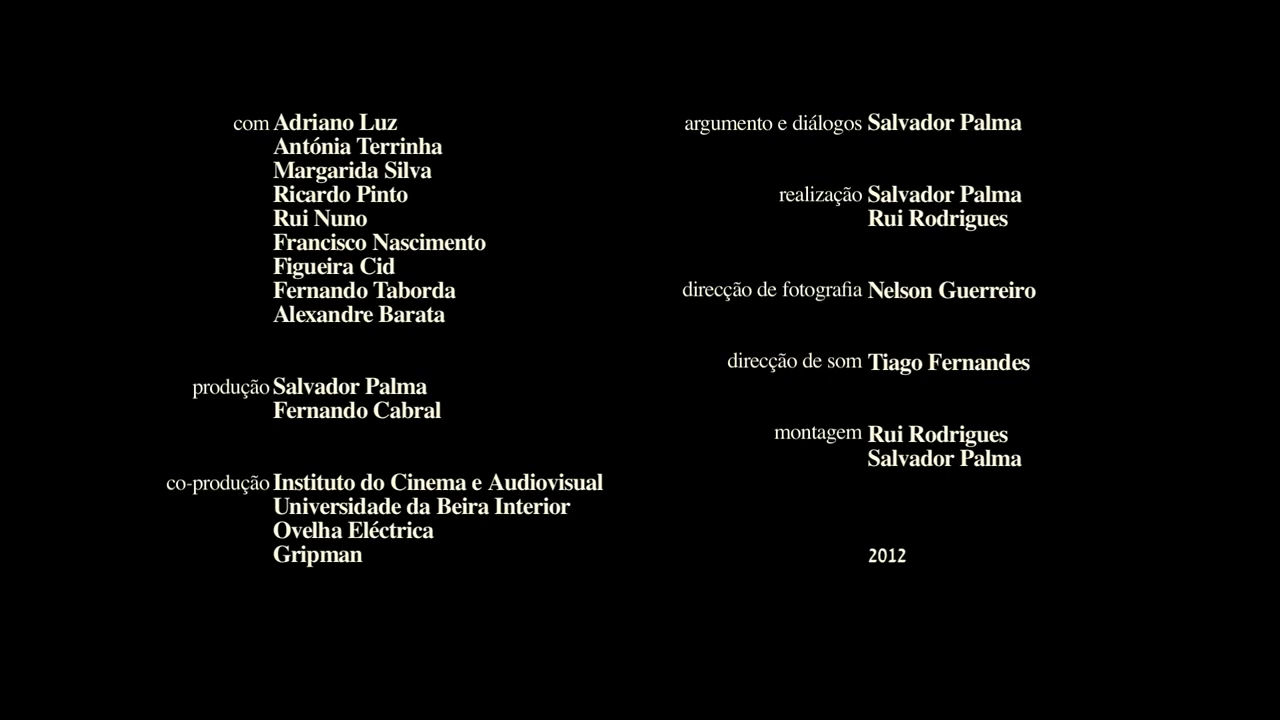 com Adriano Luz
Antónia Terrinha
Margarida Silva
Ricardo Pinto
Rui Nuno
Francisco Nascimento
Figueira Cid
Fernando Taborda
Alexandre Barata
produção Salvador Palma
Fernando Cabral
co-produção Instituto do Cinema e Audiovisual
Universidade da Beira Interior
Ovelha Eléctrica
Gripman
argumento e diálogos Salvador Palma
realização Salvador Palma
Rui Rodrigues
direcção de fotografia Nelson Guerreiro
direcção de som Tiago Fernandes
montagem Rui Rodrigues
Salvador Palma
2012